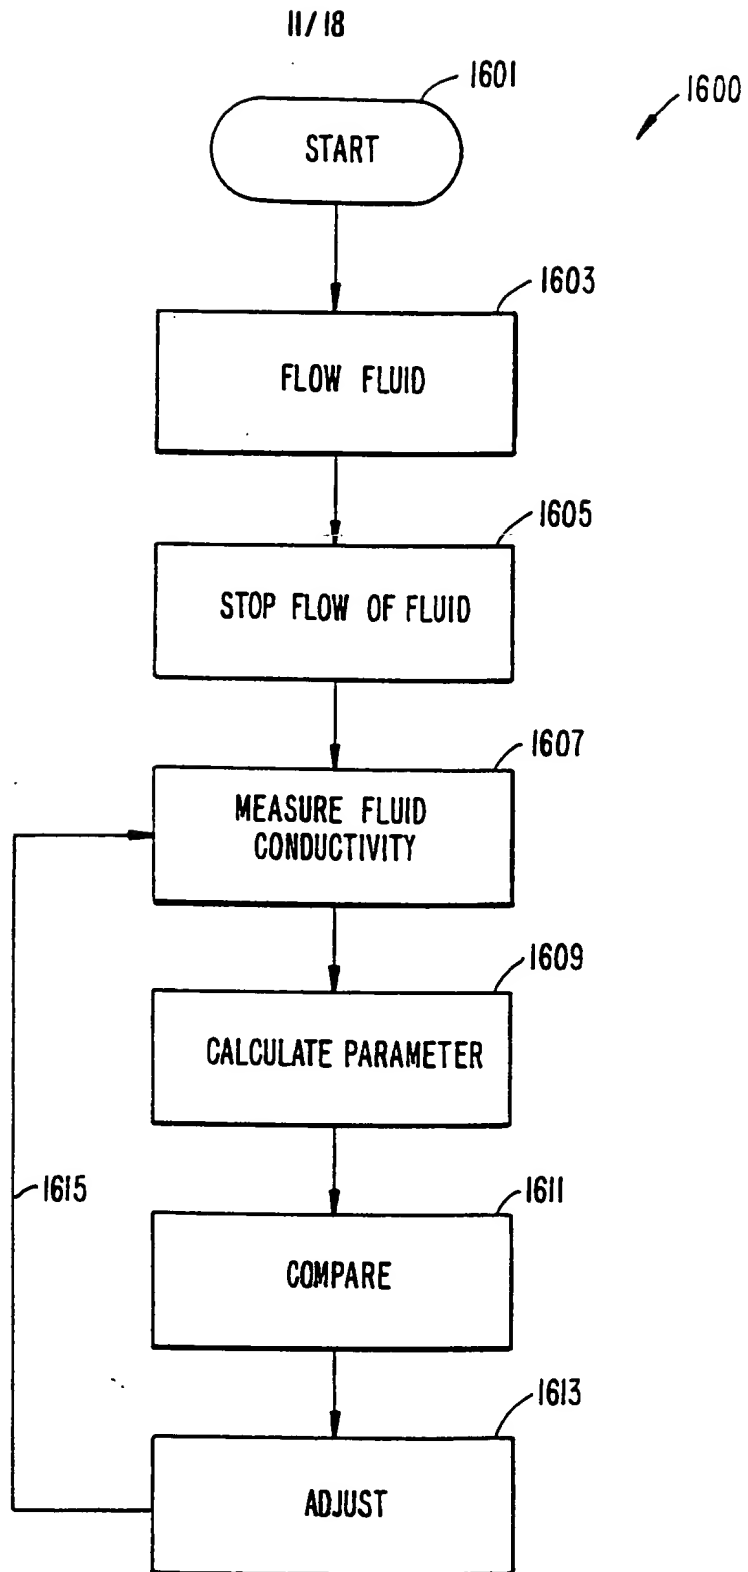 11/18
1601
1600
START
1603
FLOW FLUID
1605
STOP FLOW OF FLUID
1607
MEASURE FLUID
CONDUCTIVITY
1609
CALCULATE PARAMETER
1615
1611
COMPARE
1613
ADJUST